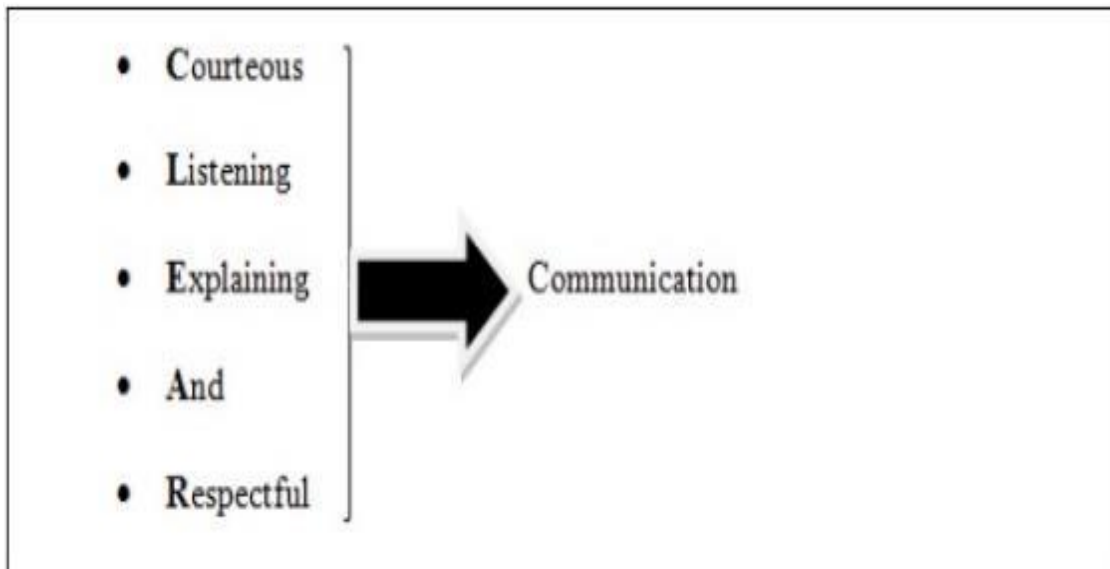 • Courteous
• Listening
• Explaining
Communication
• And
• Respectful